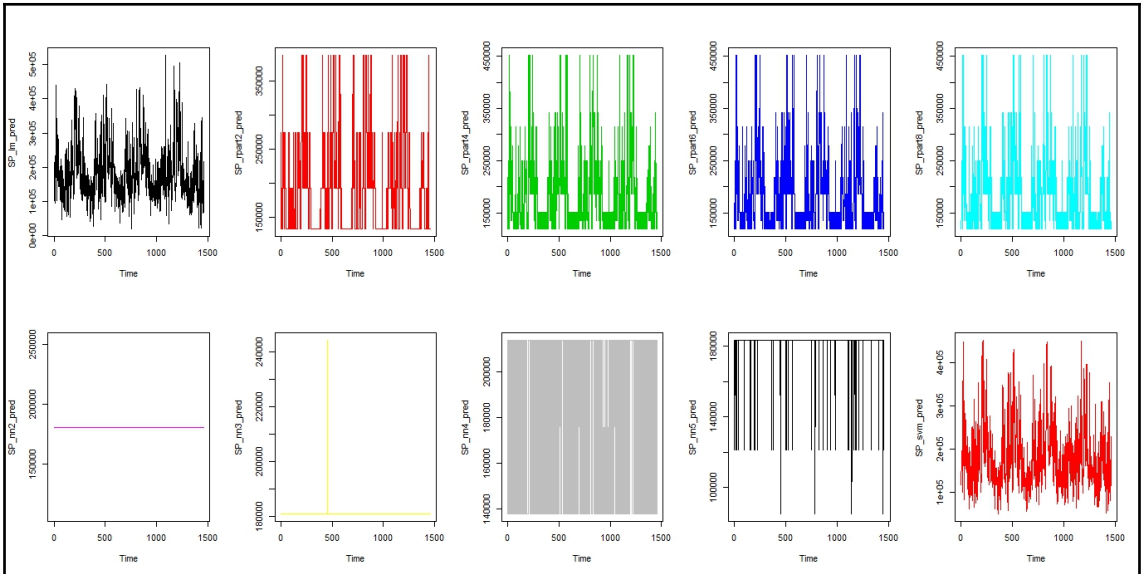 SP_lm_pred
0e+00 1e+05 2e+05 3e+05 4e+05 5e+05
0 500 1000 1500
Time
SP_rpart2_pred
150000 250000 350000
0 500 1000 1500
Time
SP_rpart4_pred
150000 250000 350000 450000
0 500 1000 1500
Time
SP_rpart6_pred
150000 250000 350000 450000
0 500 1000 1500
Time
SP_rpart8_pred
150000 250000 350000 450000
0 500 1000 1500
Time
SP_nn2_pred
150000 200000 250000
0 500 1000 1500
Time
SP_nn3_pred
180000 200000 220000 240000
0 500 1000 1500
Time
SP_nn4_pred
140000 160000 180000 200000
0 500 1000 1500
Time
SP_nn5_pred
100000 140000 180000
0 500 1000 1500
Time
SP_svm_pred
1e+05 2e+05 3e+05 4e+05
0 500 1000 1500
Time